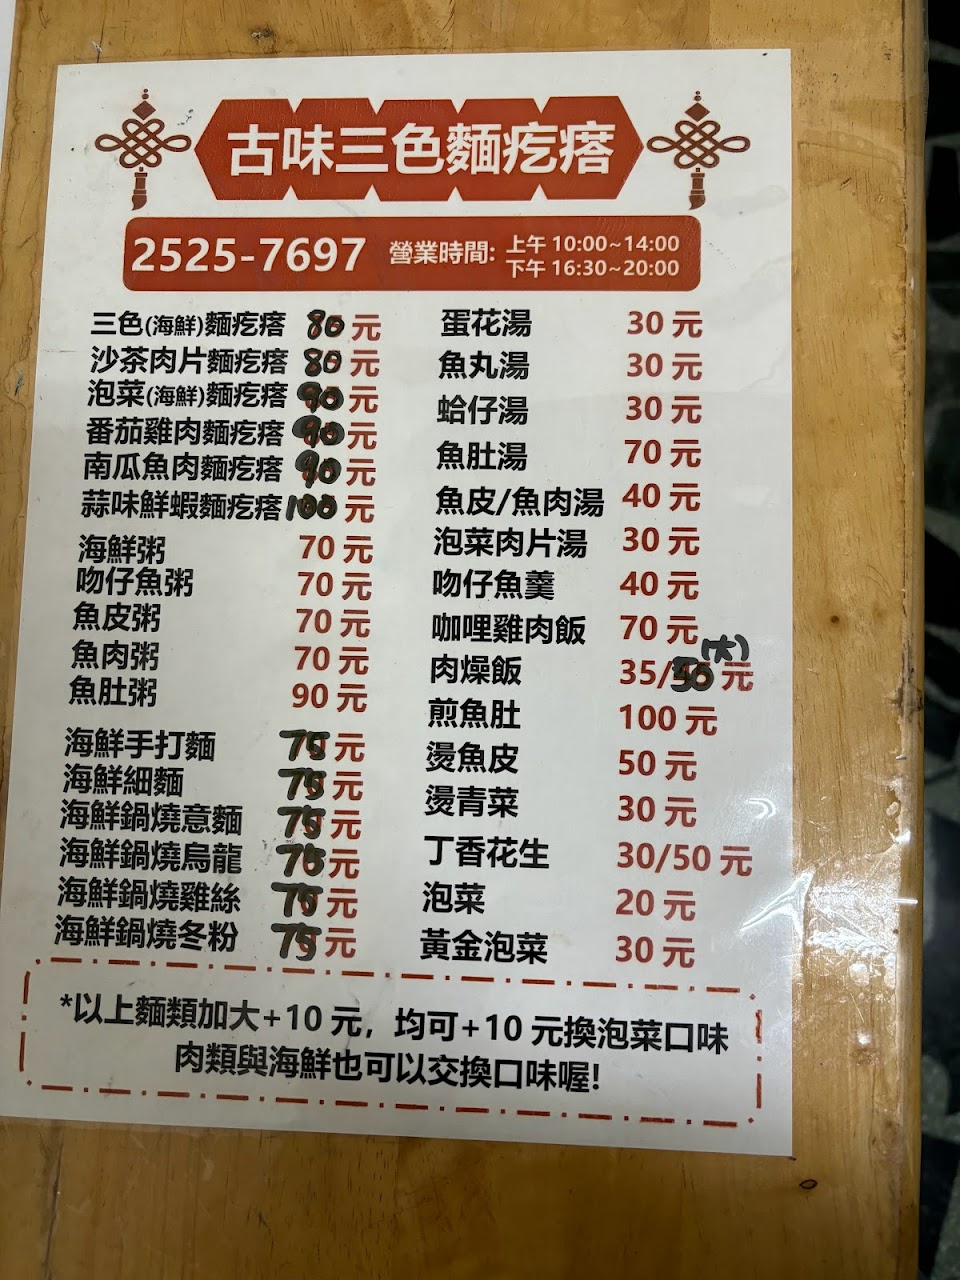 古味三色麵疙瘩
2525-7697 營業時間: 上午 10:00~14:00
下午 16:30~20:00
三色(海鮮)麵疙瘩 80 元
沙茶肉片麵疙瘩 80 元
泡菜(海鮮)麵疙瘩 90 元
番茄雞肉麵疙瘩 90 元
南瓜魚肉麵疙瘩 90 元
蒜味鮮蝦麵疙瘩 100 元
海鮮粥 70 元
吻仔魚粥 70 元
魚皮粥 70 元
魚肉粥 70 元
魚肚粥 90 元
海鮮手打麵 75 元
海鮮細麵 75 元
海鮮鍋燒意麵 75 元
海鮮鍋燒烏龍 75 元
海鮮鍋燒雞絲 75 元
海鮮鍋燒冬粉 75 元
蛋花湯 30 元
魚丸湯 30 元
蛤仔湯 30 元
魚肚湯 70 元
魚皮/魚肉湯 40 元
泡菜肉片湯 30 元
吻仔魚羹 40 元
咖哩雞肉飯 70 元
(大)
肉燥飯 35/50 元
煎魚肚 100 元
燙魚皮 50 元
燙青菜 30 元
丁香花生 30/50 元
泡菜 20 元
黃金泡菜 30 元
*以上麵類加大+10 元，均可+10 元換泡菜口味
肉類與海鮮也可以交換口味喔!